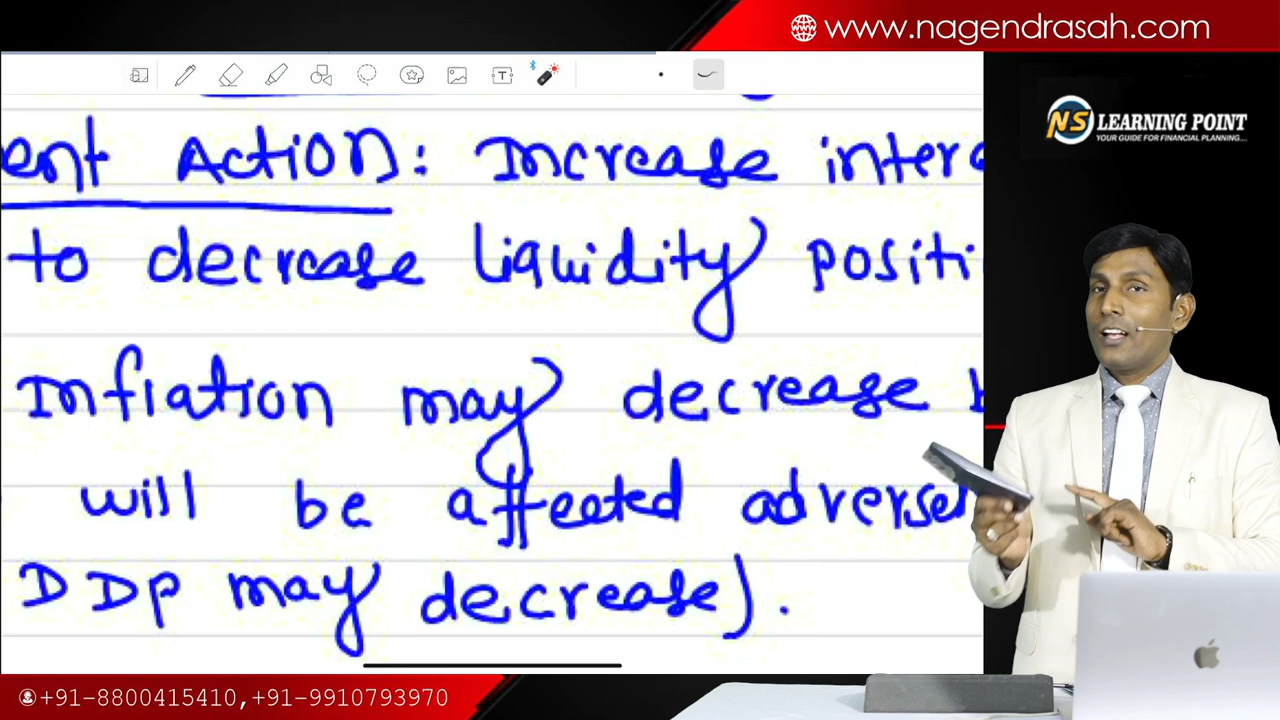 www.nagendrasah.com
NS LEARNING POINT
YOUR GUIDE FOR FINANCIAL PLANNING....
ent Action: Increase inter
to decrease liquidity positi
Inflation may decrease b
will be affected adversel
DDP may decrease).
+91-8800415410,+91-9910793970